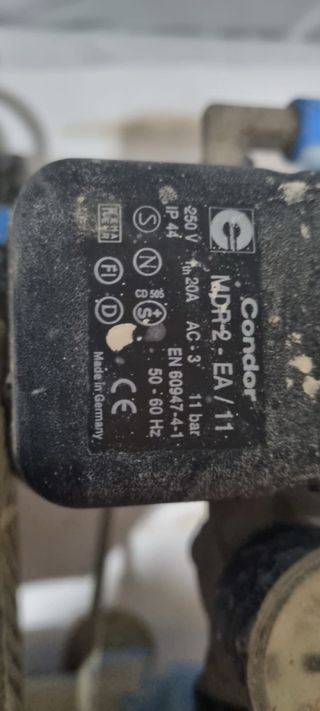 Condor
MDR-2 - EA / 11
250 V Ith 20A AC - 3 11 bar
IP 44 EN 60947-4-1
50 - 60 Hz
S N +S
FI D CE
Made in Germany